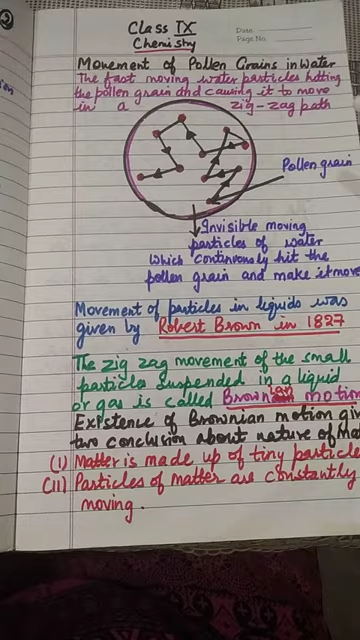 Class IX
Chemistry
Date
Page No.
Movement of Pollen Grains in Water
The fast moving water particles hitting
the pollen grain and causing it to move
in a zig-zag path
Pollen grain
Invisible moving
particles of water
which continuously hit the
pollen grain and make it move
Movement of particles in liquids was
given by Robert Brown in 1827
The zig zag movement of the small
particles suspended in a liquid
or gas is called Brownian motion
Existence of Brownian motion gi
two conclusion about nature of Mat
(i) Matter is made up of tiny particle
(ii) Particles of matter are constantly
moving.